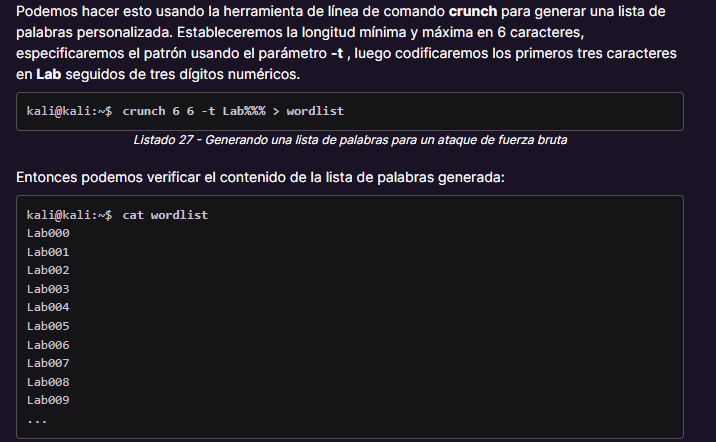 Podemos hacer esto usando la herramienta de línea de comando crunch para generar una lista de
palabras personalizada. Estableceremos la longitud mínima y máxima en 6 caracteres,
especificaremos el patrón usando el parámetro -t , luego codificaremos los primeros tres caracteres
en Lab seguidos de tres dígitos numéricos.
kali@kali:~$ crunch 6 6 -t Lab%%% > wordlist
Listado 27 - Generando una lista de palabras para un ataque de fuerza bruta
Entonces podemos verificar el contenido de la lista de palabras generada:
kali@kali:~$ cat wordlist
Lab000
Lab001
Lab002
Lab003
Lab004
Lab005
Lab006
Lab007
Lab008
Lab009
...